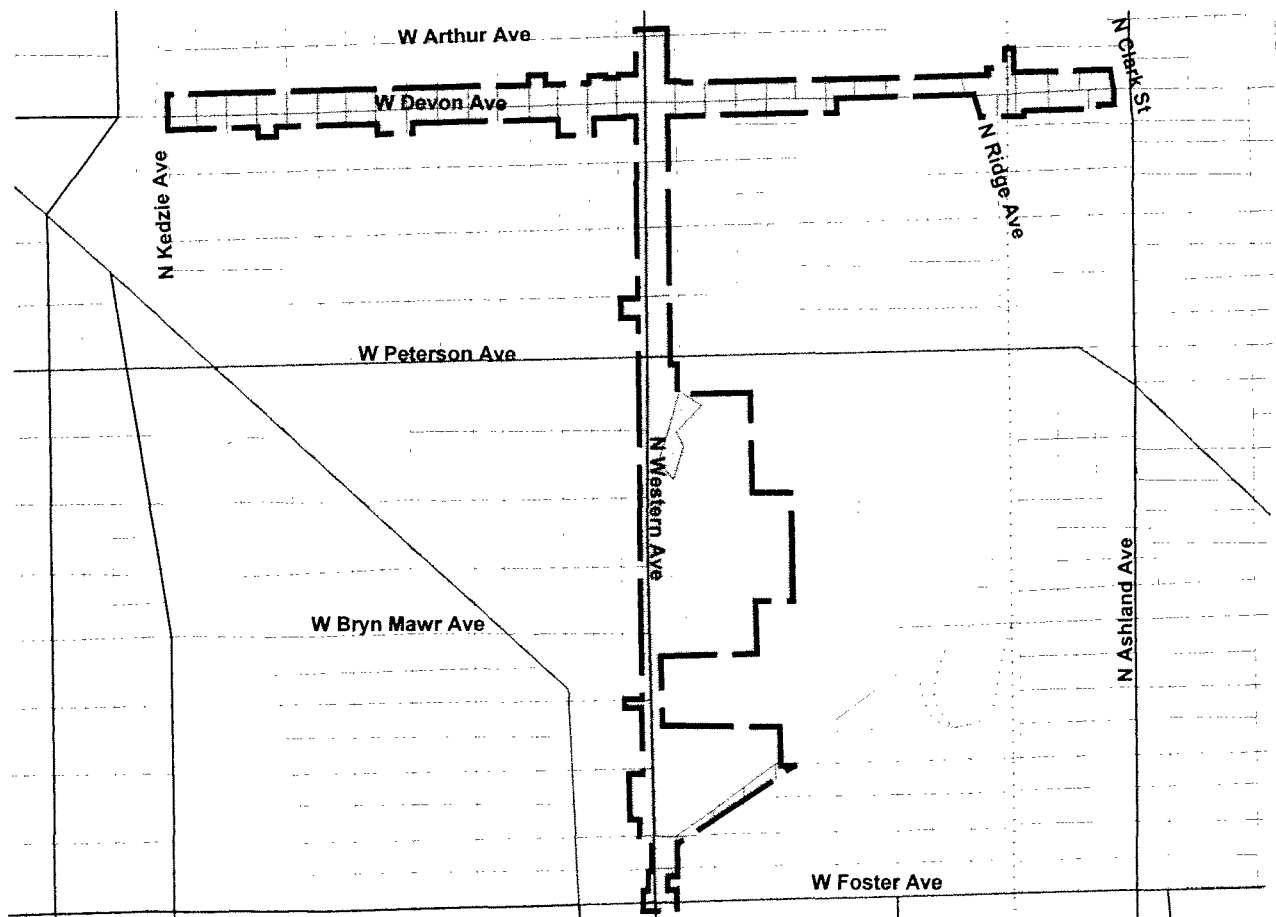 W Arthur Ave
N Clark St
W Devon Ave
N Kedzie Ave
N Ridge Ave
W Peterson Ave
N Western Ave
W Bryn Mawr Ave
N Ashland Ave
W Foster Ave